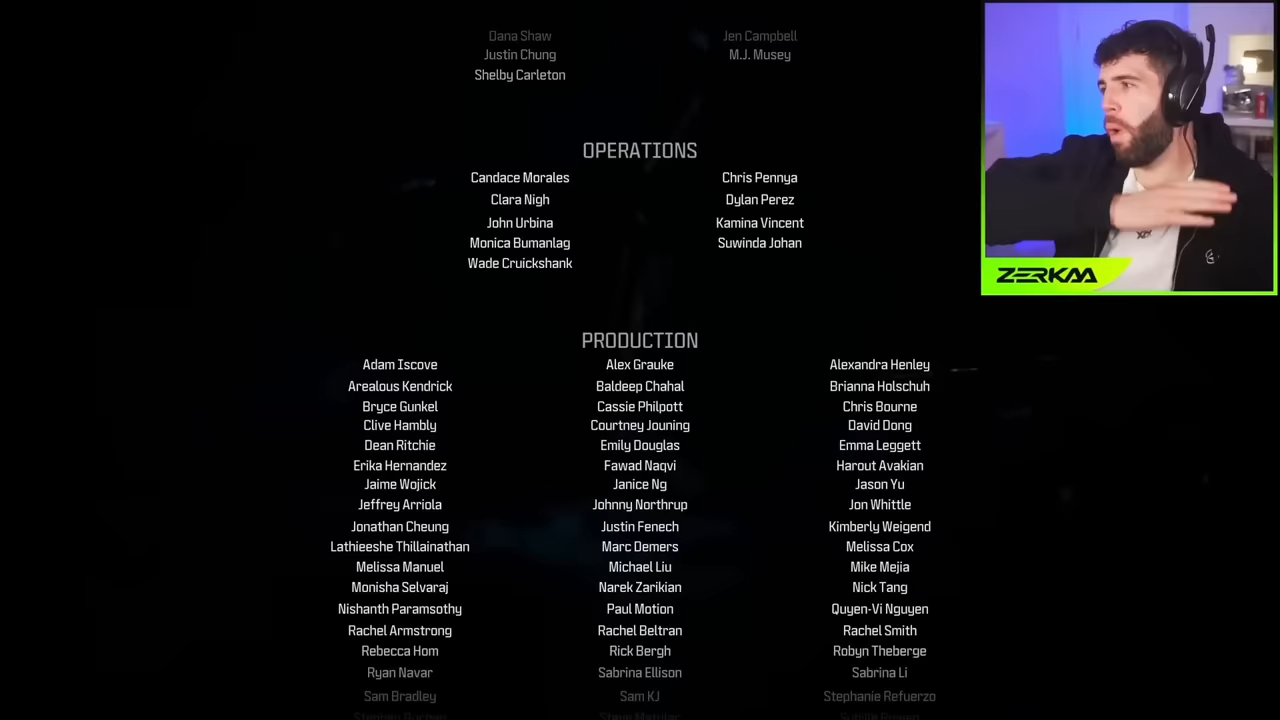 Dana Shaw Jen Campbell
Justin Chung M.J. Musey
Shelby Carleton
OPERATIONS
Candace Morales Chris Pennya
Clara Nigh Dylan Perez
John Urbina Kamina Vincent
Monica Bumanlag Suwinda Johan
Wade Cruickshank
ZERKAA
PRODUCTION
Adam Iscove Alex Grauke Alexandra Henley
Arealous Kendrick Baldeep Chahal Brianna Holschuh
Bryce Gunkel Cassie Philpott Chris Bourne
Clive Hambly Courtney Jouning David Dong
Dean Ritchie Emily Douglas Emma Leggett
Erika Hernandez Fawad Naqvi Harout Avakian
Jaime Wojick Janice Ng Jason Yu
Jeffrey Arriola Johnny Northrup Jon Whittle
Jonathan Cheung Justin Fenech Kimberly Weigend
Lathieeshe Thillainathan Marc Demers Melissa Cox
Melissa Manuel Michael Liu Mike Mejia
Monisha Selvaraj Narek Zarikian Nick Tang
Nishanth Paramsothy Paul Motion Quyen-Vi Nguyen
Rachel Armstrong Rachel Beltran Rachel Smith
Rebecca Hom Rick Bergh Robyn Theberge
Ryan Navar Sabrina Ellison Sabrina Li
Sam Bradley Sam KJ Stephanie Refuerzo